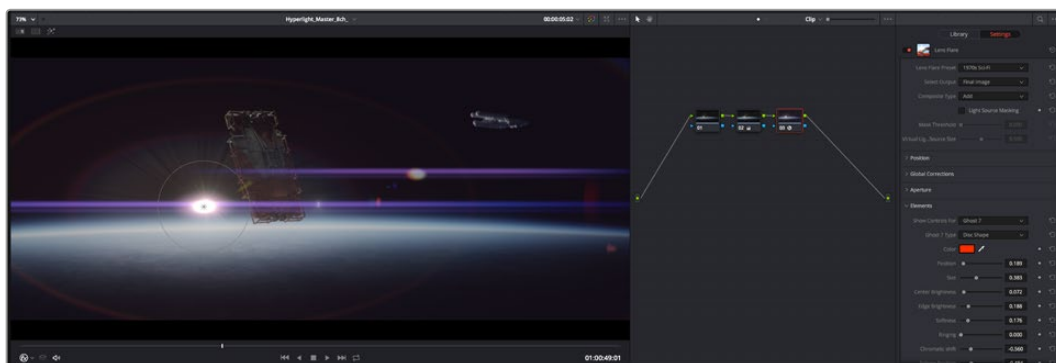 73%
Hyperlight_Master_8ch_
00:00:05:02
Clip
Library
Settings
Lens Flare
Lens Flare Preset 1970s Sci-Fi
Select Output Final Image
Composite Type Add
Light Source Masking
Position
Global Corrections
Aperture
Elements
Show Controls For Ghost 7
Ghost 7 Type Disc Shape
Color
Position 0.199
Size 0.383
Center Brightness 0.072
Edge Brightness 0.188
Softness 0.176
Ringing 0.000
Chromatic Shift -0.560
01
02
03
01:00:49:01